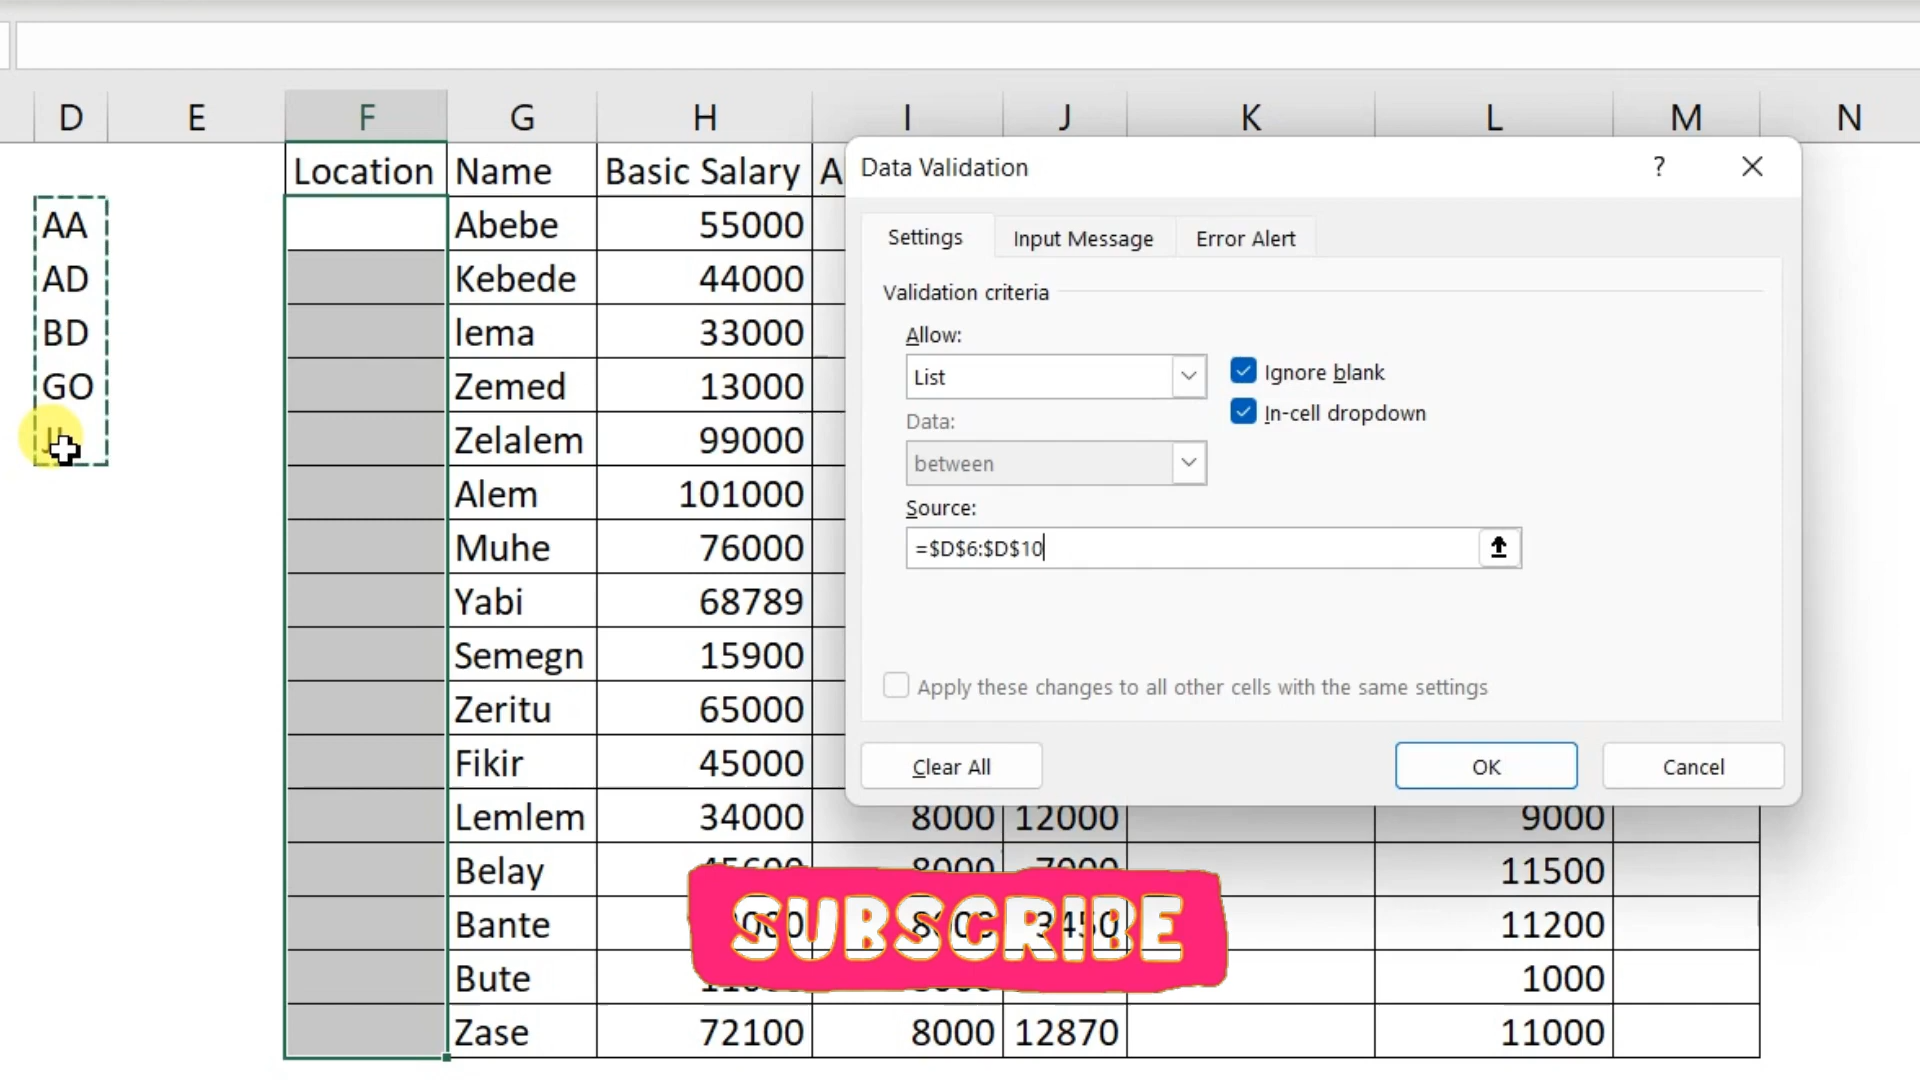 D E F G H I J K L M N
Location Name Basic Salary A
AA Abebe 55000
AD Kebede 44000
BD lema 33000
GO Zemed 13000
Zelalem 99000
Alem 101000
Muhe 76000
Yabi 68789
Semegn 15900
Zeritu 65000
Fikir 45000
Lemlem 34000 8000 12000 9000
Belay 45600 8000 7000 11500
Bante 8000 3450 11200
Bute 1000
Zase 72100 8000 12870 11000
Data Validation ?
Settings Input Message Error Alert
Validation criteria
Allow:
List
Ignore blank
In-cell dropdown
Data:
between
Source:
=$D$6:$D$10
Apply these changes to all other cells with the same settings
Clear All OK Cancel
SUBSCRIBE